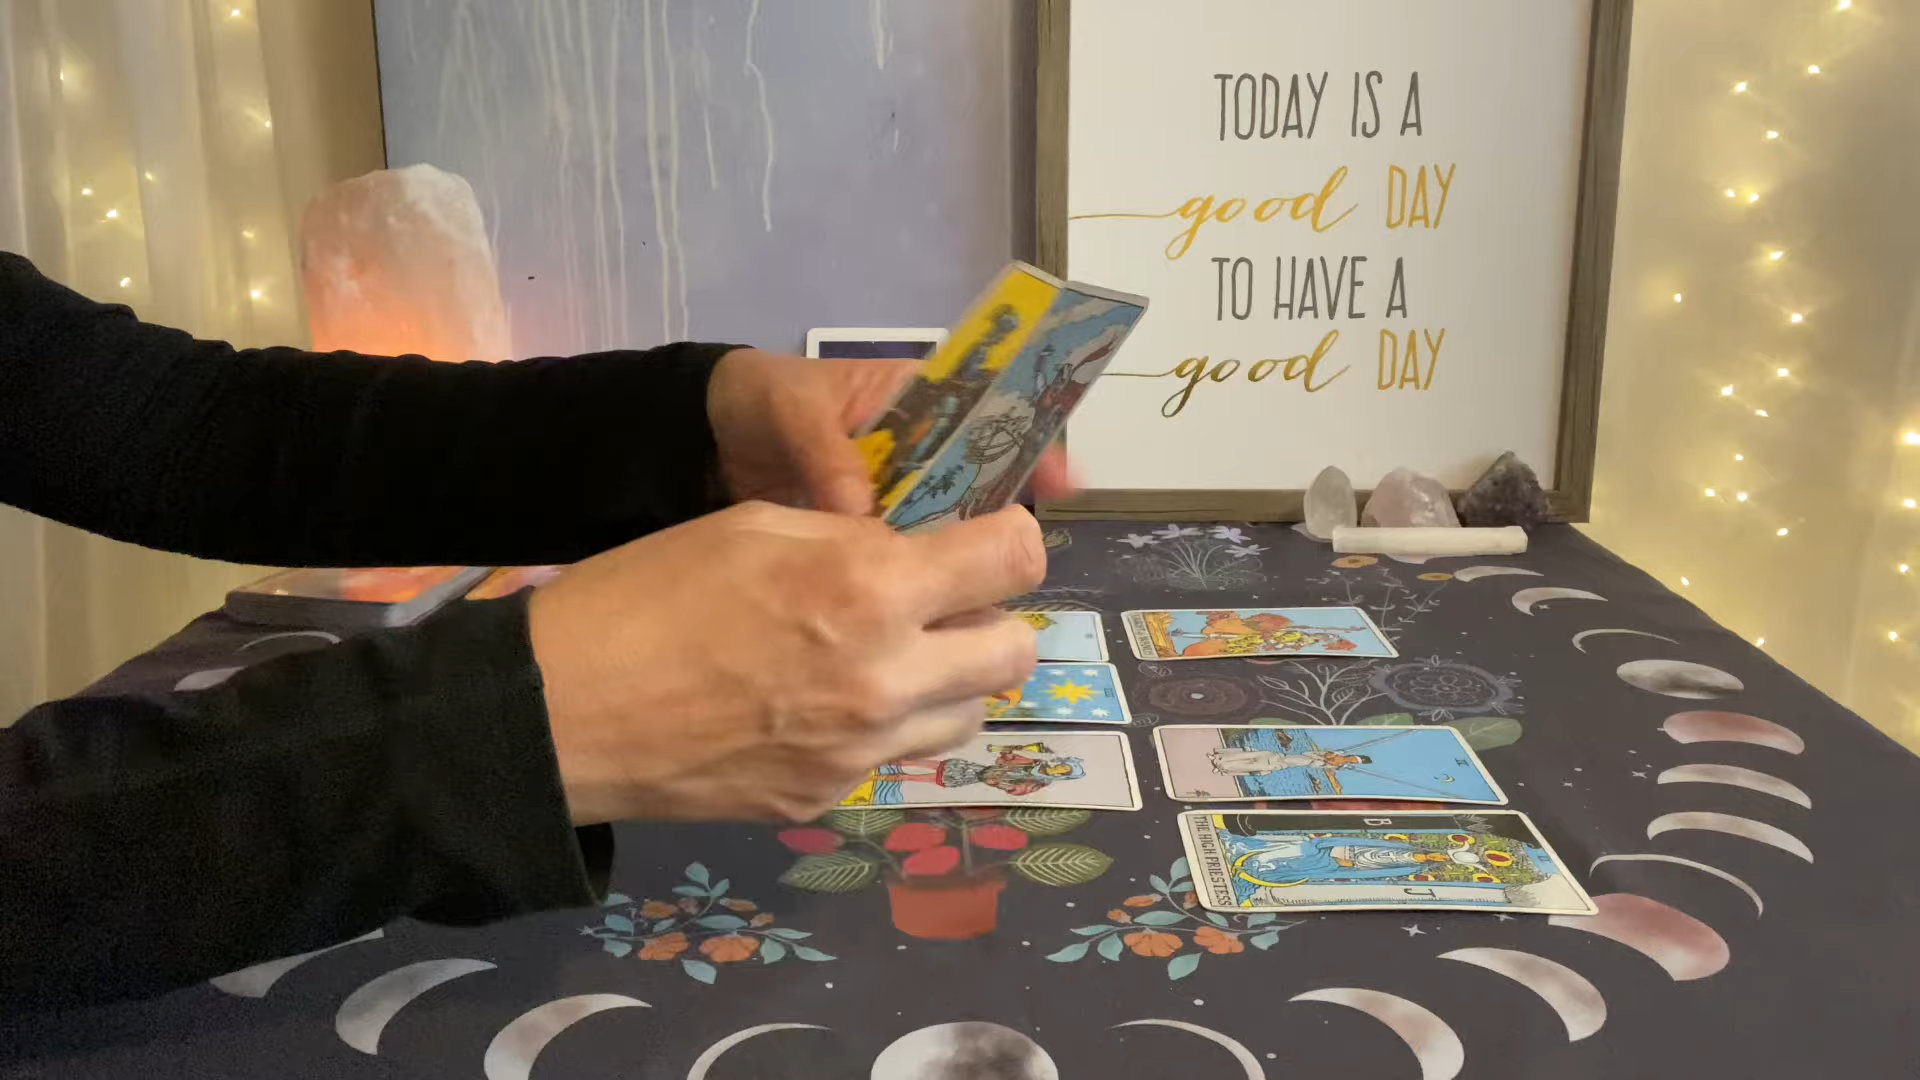 TODAY IS A
good DAY
TO HAVE A
good DAY
THE HIGH PRIESTESS
B
J